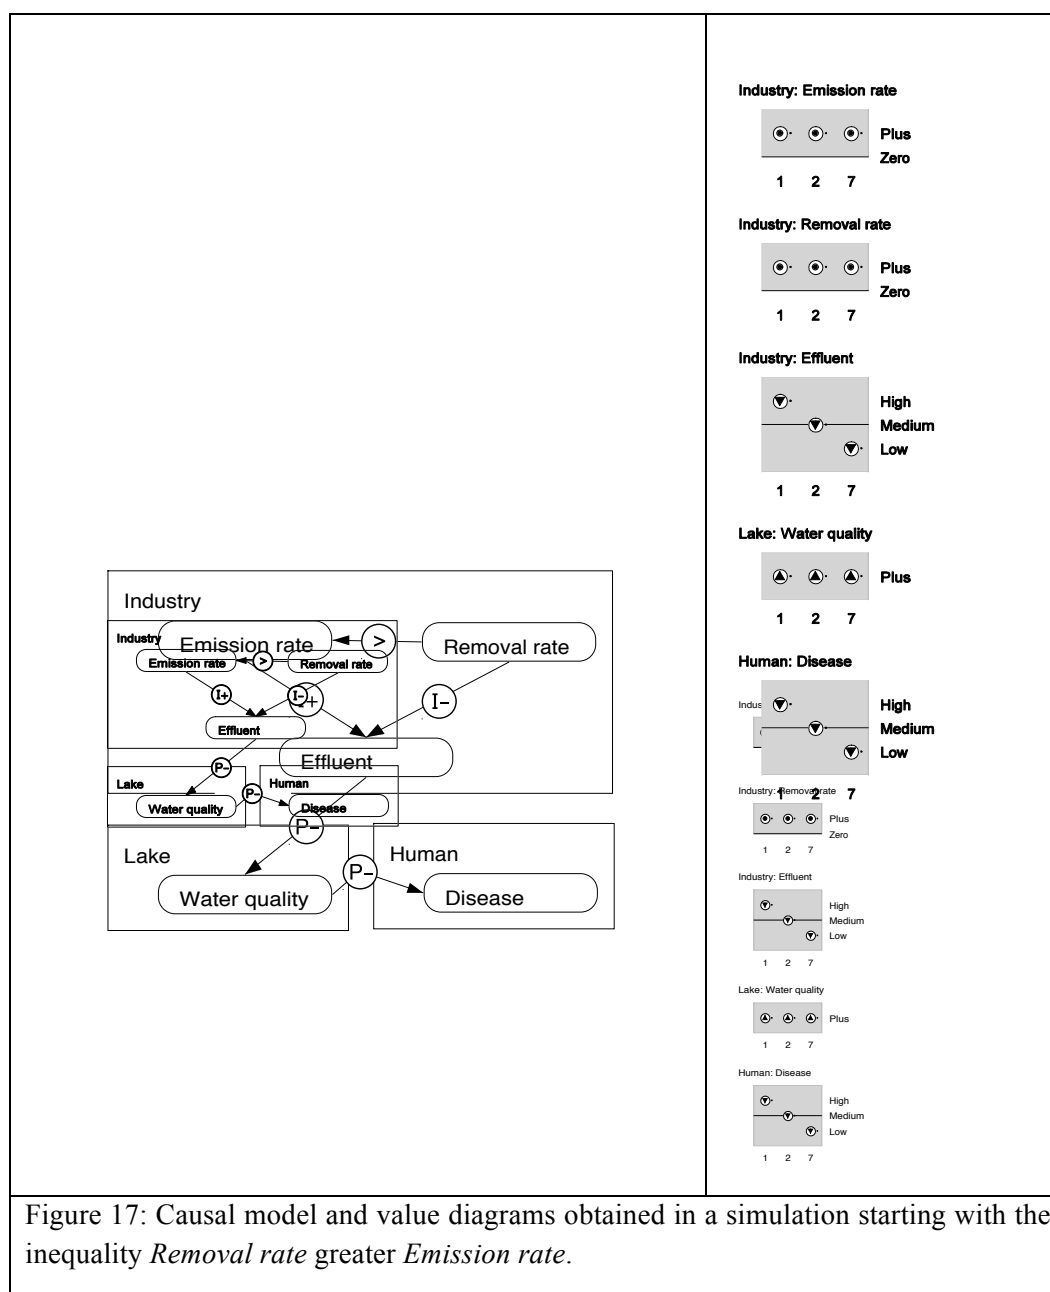 Industry
Emission rate
>
Removal rate
I+
I-
Effluent
P-
Lake
Water quality
P-
Human
Disease
Industry
Emission rate
>
Removal rate
I+
I-
Effluent
P-
Lake
Water quality
P-
Human
Disease
Industry: Emission rate
Plus
Zero
1 2 7
Industry: Removal rate
Plus
Zero
1 2 7
Industry: Effluent
High
Medium
Low
1 2 7
Lake: Water quality
Plus
1 2 7
Human: Disease
High
Medium
Low
1 2 7
Industry: Removal rate
Plus
Zero
1 2 7
Industry: Effluent
High
Medium
Low
1 2 7
Lake: Water quality
Plus
1 2 7
Human: Disease
High
Medium
Low
1 2 7
Figure 17: Causal model and value diagrams obtained in a simulation starting with the
inequality Removal rate greater Emission rate.